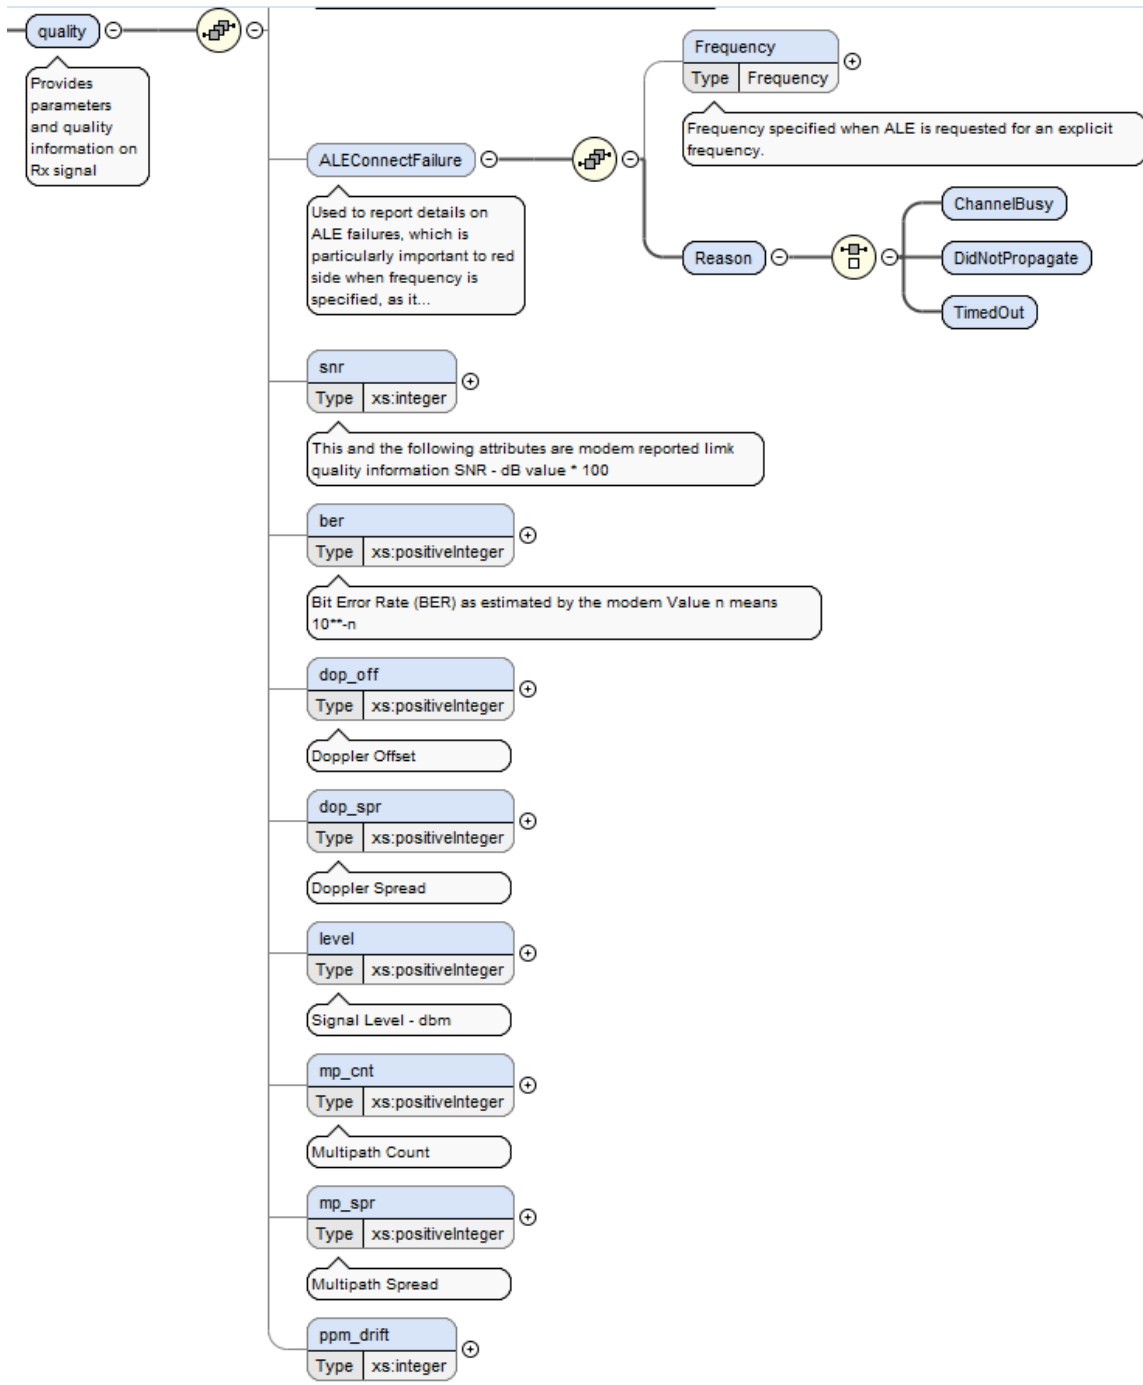 quality
Provides
parameters
and quality
information on
Rx signal
Frequency
Type Frequency
Frequency specified when ALE is requested for an explicit
frequency.
ALEConnectFailure
Used to report details on
ALE failures, which is
particularly important to red
side when frequency is
specified, as it...
Reason
ChannelBusy
DidNotPropagate
TimedOut
snr
Type xs:integer
This and the following attributes are modem reported limk
quality information SNR - dB value * 100
ber
Type xs:positiveInteger
Bit Error Rate (BER) as estimated by the modem Value n means
10**-n
dop_off
Type xs:positiveInteger
Doppler Offset
dop_spr
Type xs:positiveInteger
Doppler Spread
level
Type xs:positiveInteger
Signal Level - dbm
mp_cnt
Type xs:positiveInteger
Multipath Count
mp_spr
Type xs:positiveInteger
Multipath Spread
ppm_drift
Type xs:integer